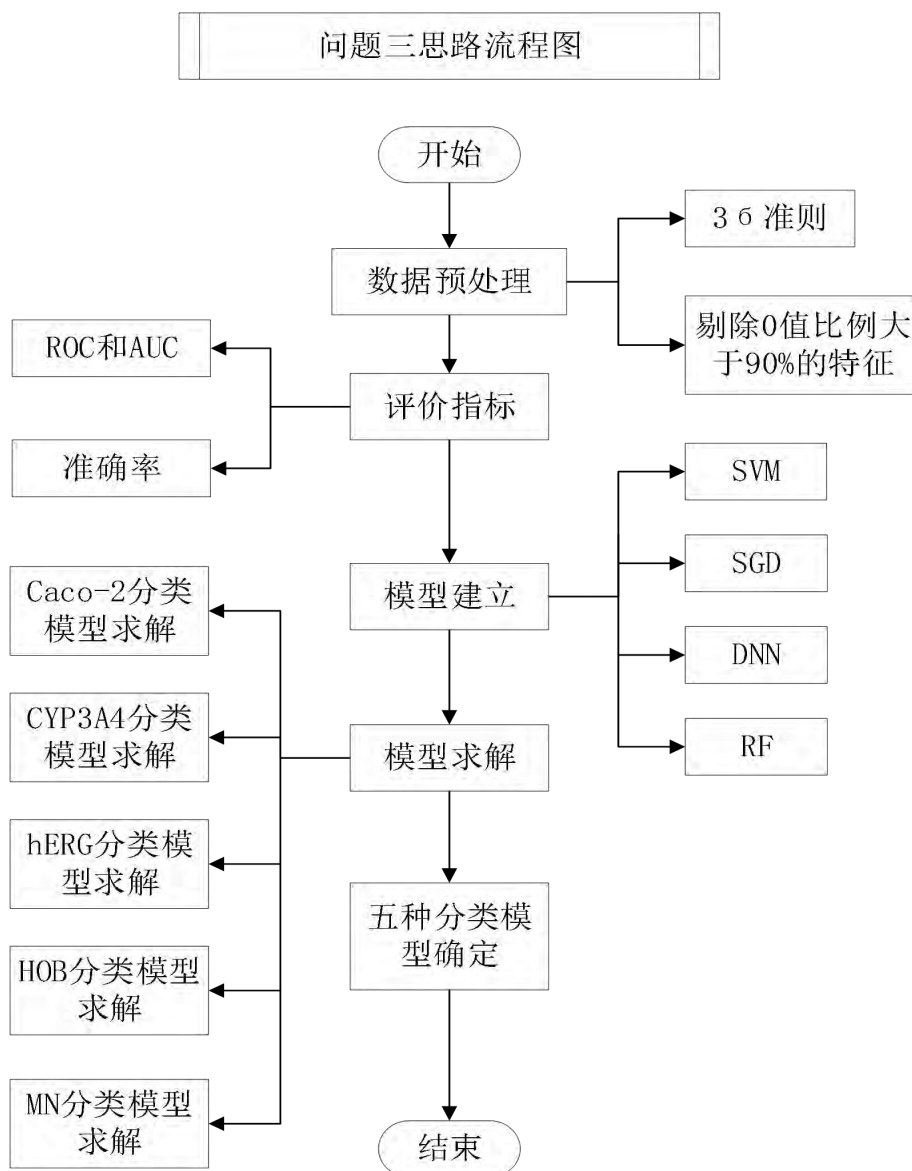 问题三思路流程图
开始
3б准则
数据预处理
剔除0值比例大
于90%的特征
ROC和AUC
评价指标
准确率
SVM
SGD
Caco-2分类
模型求解
模型建立
DNN
CYP3A4分类
模型求解
RF
模型求解
hERG分类模
型求解
五种分类模
型确定
HOB分类模型
求解
MN分类模型
求解
结束